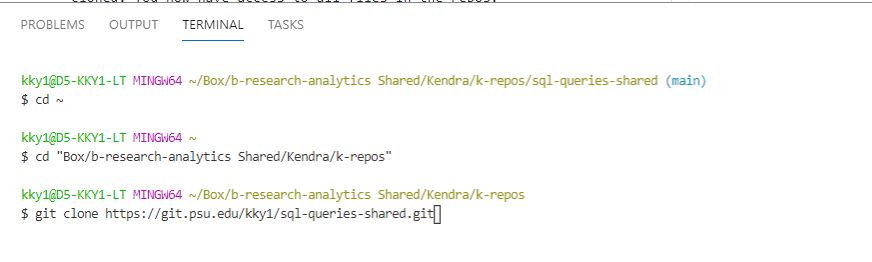 PROBLEMS OUTPUT TERMINAL TASKS
kky1@D5-KKY1-LT MINGW64 ~/Box/b-research-analytics Shared/Kendra/k-repos/sql-queries-shared (main)
$ cd ~
kky1@D5-KKY1-LT MINGW64 ~
$ cd "Box/b-research-analytics Shared/Kendra/k-repos"
kky1@D5-KKY1-LT MINGW64 ~/Box/b-research-analytics Shared/Kendra/k-repos
$ git clone https://git.psu.edu/kky1/sql-queries-shared.git